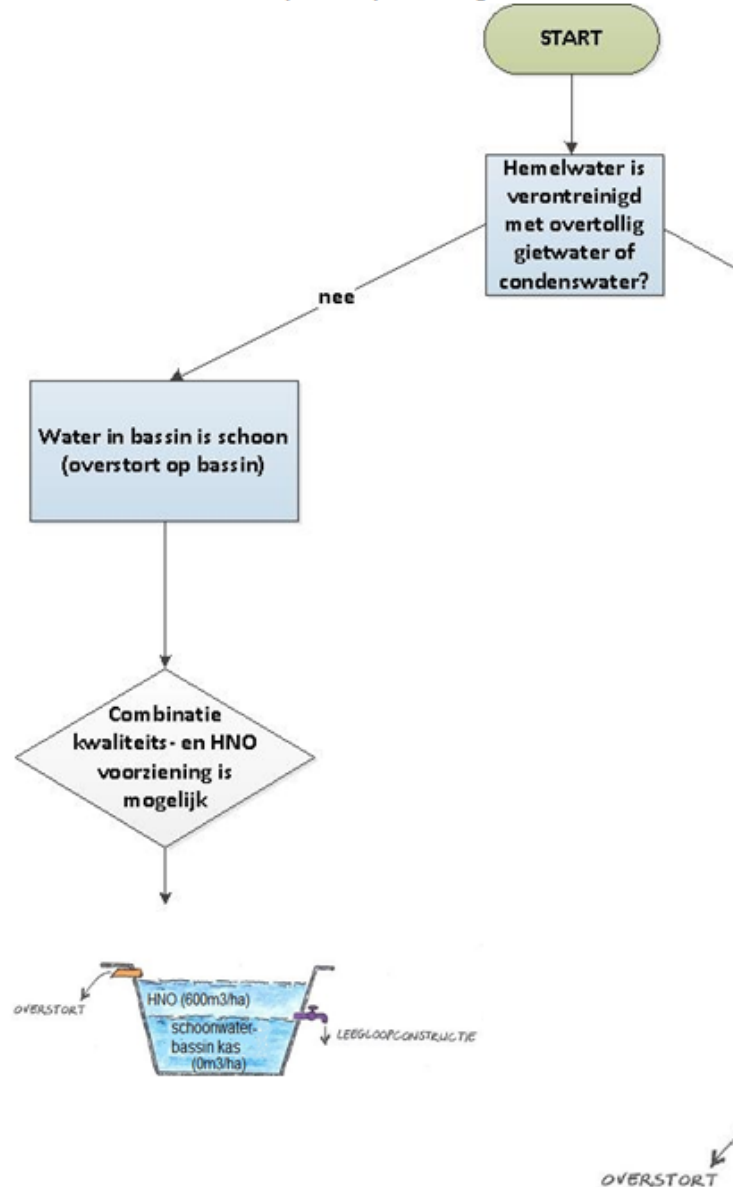 START
Hemelwater is
verontreinigd
met overtollig
gietwater of
condenswater?
nee
Water in bassin is schoon
(overstort op bassin)
Combinatie
kwaliteits- en HNO
voorziening is
mogelijk
OVERSTORT
HNO (600m3/ha)
schoonwater-
bassin kas
(0m3/ha)
LEEGLOOPCONSTRUCTIE
OVERSTORT